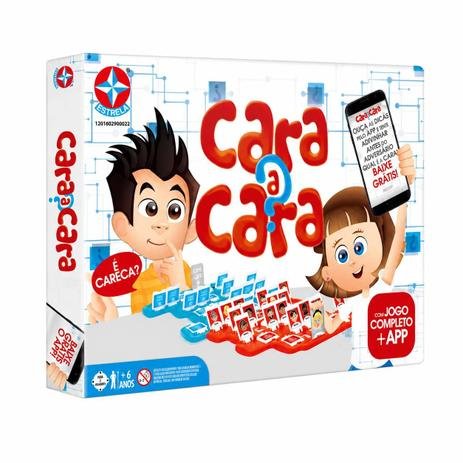 ESTRELA
1201602900022
Cara
a
Cara
Cara a Cara
OUÇA AS DICAS
PELO APP E TENTE
ADIVINHAR
ANTES DO
ADVERSÁRIO
QUAL É A CARA!
BAIXE
GRÁTIS!
É
CARECA?
COM JOGO
COMPLETO
+ APP
+ 6
ANOS
Cara a Cara
BAIXE
GRÁTIS
O APP!